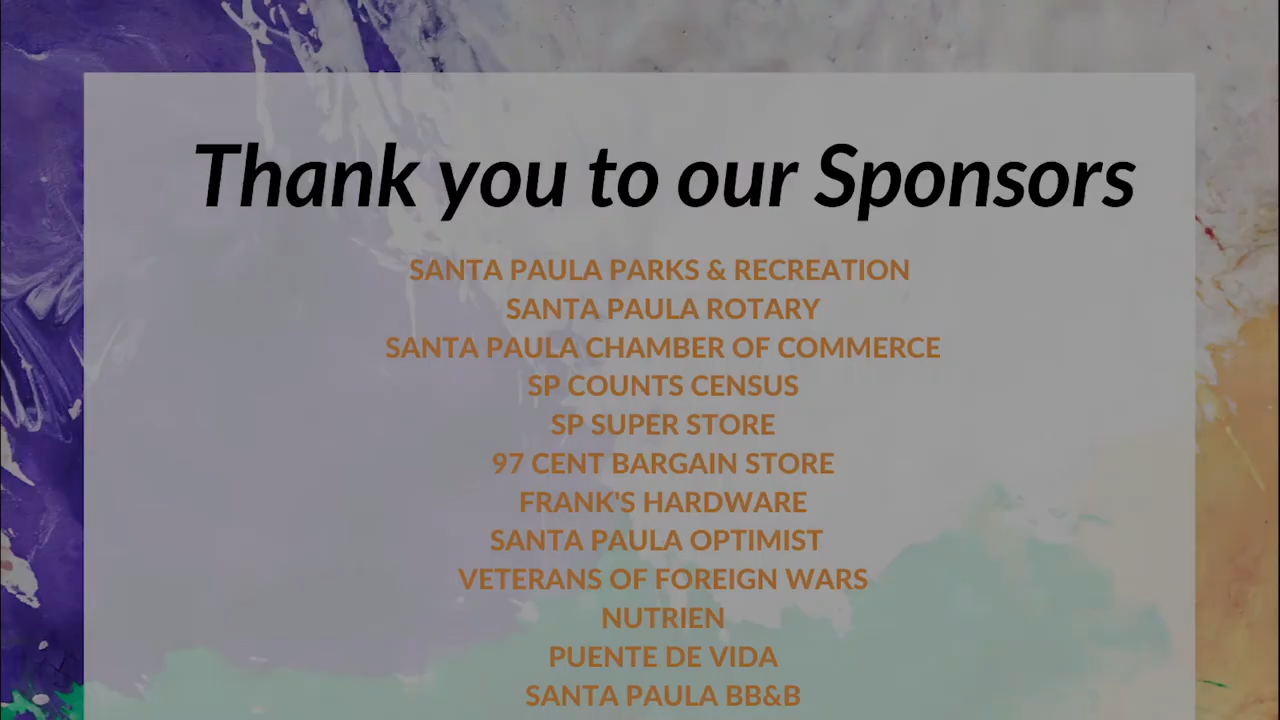 Thank you to our Sponsors
SANTA PAULA PARKS & RECREATION
SANTA PAULA ROTARY
SANTA PAULA CHAMBER OF COMMERCE
SP COUNTS CENSUS
SP SUPER STORE
97 CENT BARGAIN STORE
FRANK'S HARDWARE
SANTA PAULA OPTIMIST
VETERANS OF FOREIGN WARS
NUTRIEN
PUENTE DE VIDA
SANTA PAULA BB&B